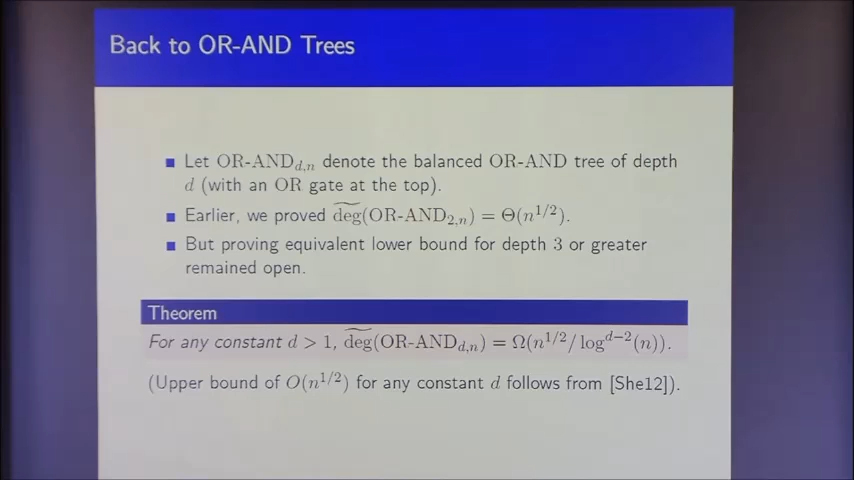 Back to OR-AND Trees
■ Let OR-AND_{d,n} denote the balanced OR-AND tree of depth
d (with an OR gate at the top).
■ Earlier, we proved \widetilde{deg}(OR-AND_{2,n}) = Θ(n^{1/2}).
■ But proving equivalent lower bound for depth 3 or greater
remained open.
Theorem
For any constant d > 1, \widetilde{deg}(OR-AND_{d,n}) = Ω(n^{1/2}/ log^{d−2}(n)).
(Upper bound of O(n^{1/2}) for any constant d follows from [She12]).